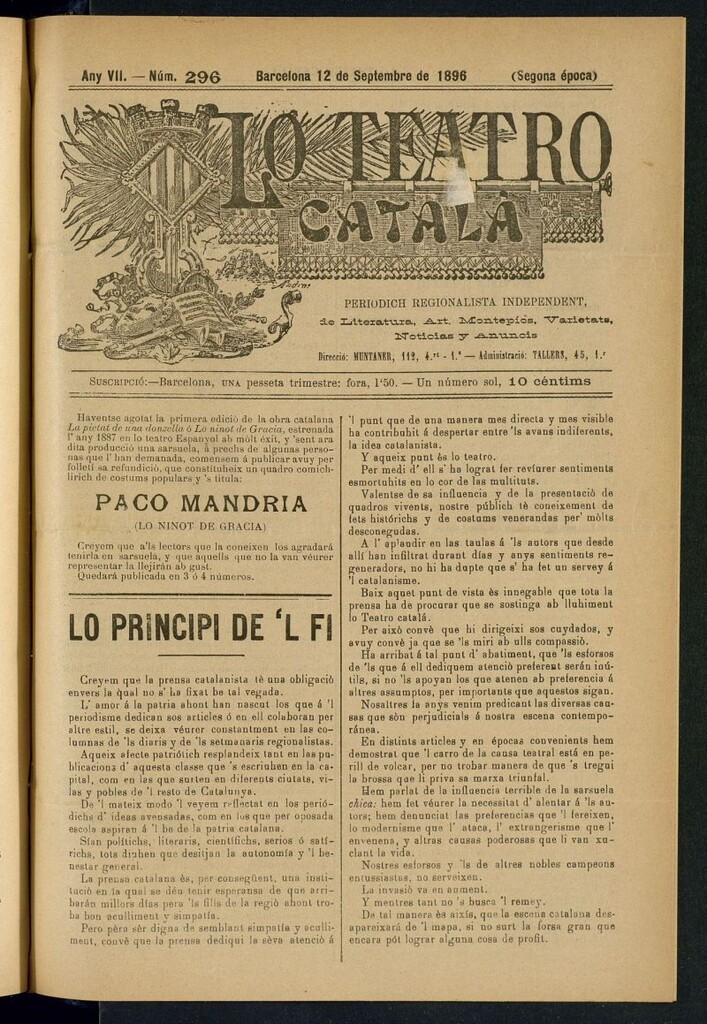 Any VII. — Núm. 296 Barcelona 12 de Septembre de 1896 (Segona época)
LO TEATRO
CATALÀ
PERIODICH REGIONALISTA INDEPENDENT,
de Literatura, Art, Montepíos, Varietats,
Noticias y Anuncis
Direcció: MUNTANER, 112, 4.rt - 1.ª — Administració: TALLERS, 45, 1.r
SUSCRIPCIÓ:—Barcelona, UNA pesseta trimestre: fora, 1'50. — Un número sol, 10 céntims
Haventse agotat la primera edició de la obra catalana
La pietat de una donzella ó Lo ninot de Gracia, estrenada
l' any 1887 en lo teatro Espanyol ab mòlt éxit, y 'sent ara
dita producció una sarsuela, á prechs de algunas perso-
nas que l' han demanada, comensém á publicar avuy per
folletí sa refundició, que constitueix un quadro comich-
lírich de costums populars y 's titula:
PACO MANDRIA
(LO NINOT DE GRACIA)
Creyem que a'ls lectors que la coneixen los agradará
tenirla en sarsuela, y que aquells que no la van véurer
representar la llejirán ab gust.
Quedará publicada en 3 ó 4 números.
LO PRINCIPI DE 'L FI
Creyem que la prensa catalanista té una obligació
envers la qual no s' ha fixat be tal vegada.
L' amor á la patria ahont han nascut los que á 'l
periodisme dedican sos articles ó en ell colaboran per
altre estil, se deixa véurer constantment en las co-
lumnas de 'ls diaris y de 'ls setmanaris regionalistas.
Aqueix afecte patriótich resplandeix tant en las pu-
blicacions d' aquesta classe que 's escriuhen en la ca-
pital, com en las que surten en diferents ciutats, vi-
las y pobles de 'l resto de Catalunya.
De 'l mateix modo 'l veyem reflectat en los perió-
dichs d' ideas avensadas, com en los que per oposada
escola aspiran á 'l be de la patria catalana.
Sían polítichs, literaris, científichs, serios ó satí-
richs, tots diuhen que desitjan la autonomía y 'l be-
nestar general.
La prensa catalana és, per conseguent, una insti-
tució en la qual se déu tenir esperansa de que arri-
barán millors días pera 'ls fills de la regió ahont tro-
ba bon aculliment y simpatía.
Pero péra sér digna de semblant simpatía y aculli-
ment, convè que la prensa dediqui la sèva atenció á
'l punt que de una manera mes directa y mes visible
ha contribuhit á despertar entre 'ls avans indiferents,
la idea catalanista.
Y aqueix punt ès lo teatro.
Per medi d' ell s' ha lograt fer reviurer sentiments
esmortuhits en lo cor de las multituts.
Valentse de sa influencia y de la presentació de
quadros vivents, nostre públich té coneixement de
fets históríchs y de costums venerandas per' mòlts
desconegudas.
A l' aplaudir en las taulas á 'ls autors que desde
allí han infiltrat durant días y anys sentiments re-
generadors, no hi ha dupte que s' ha fet un servey á
'l catalanisme.
Baix aquet punt de vista ès innegable que tota la
prensa ha de procurar que se sostinga ab lluhiment
lo Teatro catalá.
Per aixó convè que hi dirigeixi sos cuydados, y
avuy convè ja que se 'ls miri ab ulls compassió.
Ha arribat á tal punt d' abatiment, que 'ls esforsos
de 'ls que á ell dediquem atenció preferent serán inú-
tils, si no 'ls apoyan los que atenen ab preferencia á
altres assumptos, per importants que aquestos sigan.
Nosaltres fa anys venim predicant las diversas cau-
sas que són perjudicials á nostra escena contempo-
ránea.
En distints articles y en épocas convenients hem
demostrat que 'l carro de la causa teatral está en pe-
rill de volcar, per no trobar manera de que 's tregui
la brossa que li priva sa marxa triunfal.
Hem parlat de la influencia terrible de la sarsuela
chica: hem fet véurer la necessitat d' alentar á 'ls au-
tors; hem denunciat las preferencias que 'l fereixen,
lo modernisme que l' ataca, l' extrangerisme que l'
envenena, y altras causas poderosas que li van xu-
clant la vida.
Nostres esforsos y 'ls de altres nobles campeons
entussiastas, no serveixen.
La invasió va en aument.
Y mentres tant no 's busca 'l remey.
De tal manera ès aixís, que la escena catalana des-
apareixará de 'l mapa, si no surt la forsa gran que
encara pót lograr alguna cosa de profit.